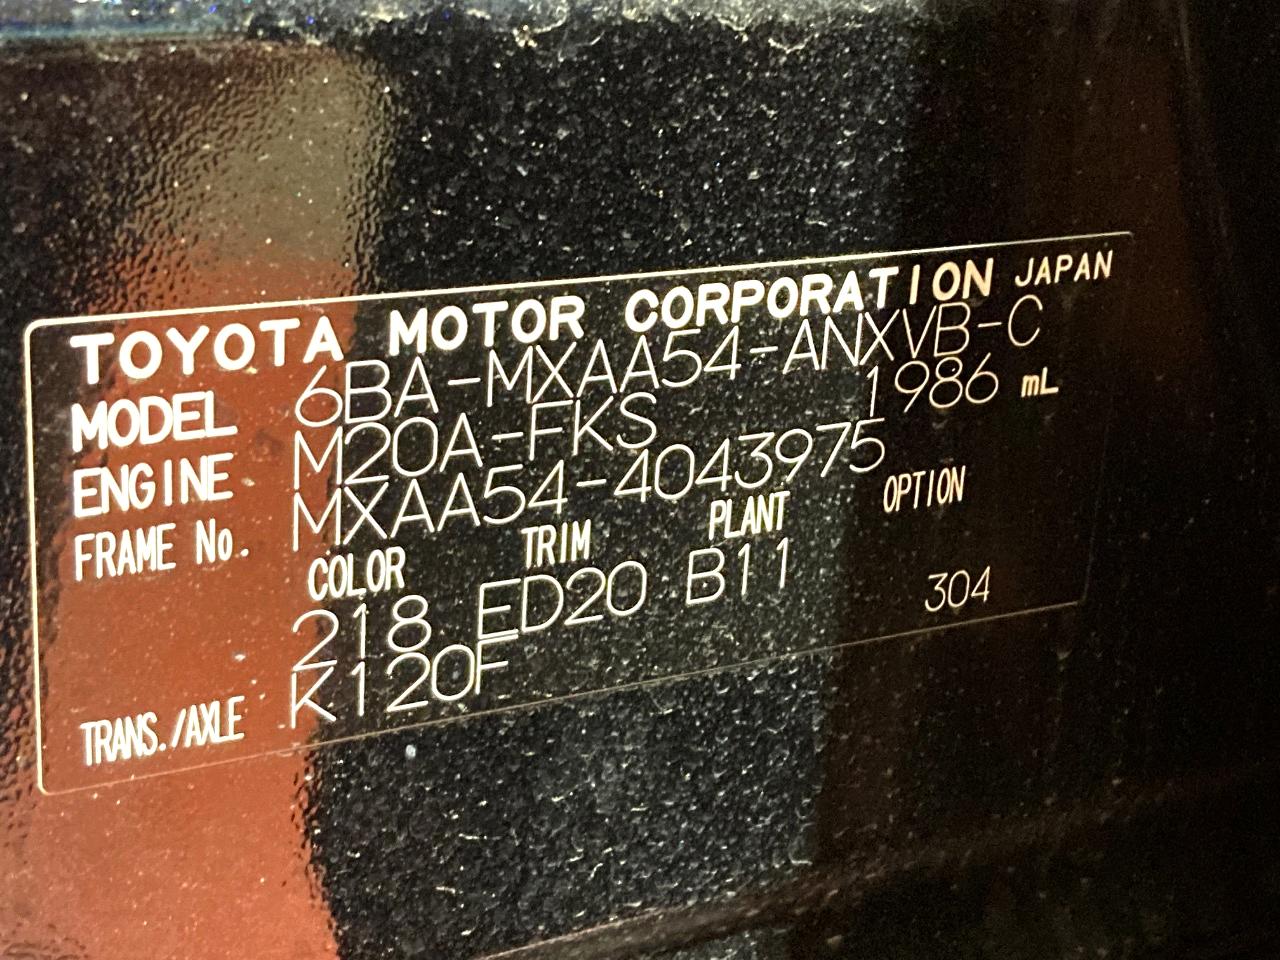 TOYOTA MOTOR CORPORATION JAPAN
MODEL 6BA-MXAA54-ANXVB-C
ENGINE M20A-FKS 1986 mL
FRAME No. MXAA54-4043975
COLOR TRIM PLANT OPTION
218 ED20 B11 304
TRANS./AXLE K120F